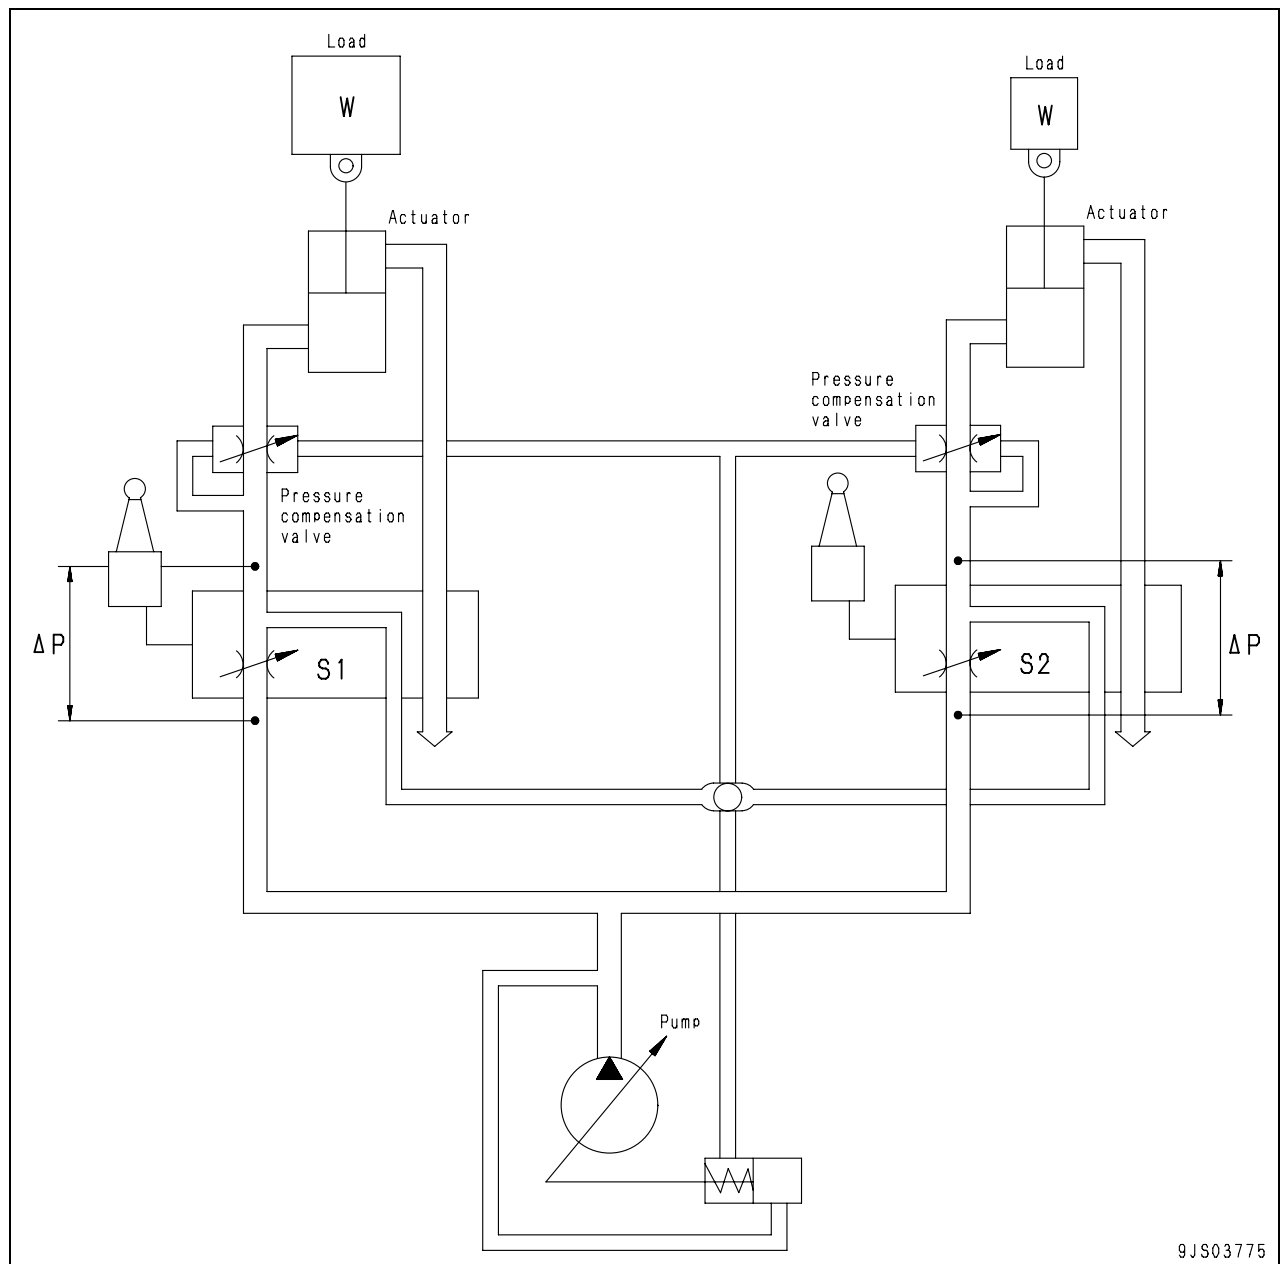 Load
W
Load
W
Actuator
Actuator
Pressure
compensation
valve
Pressure
compensation
valve
ΔP
S1
S2
ΔP
Pump
9JS03775